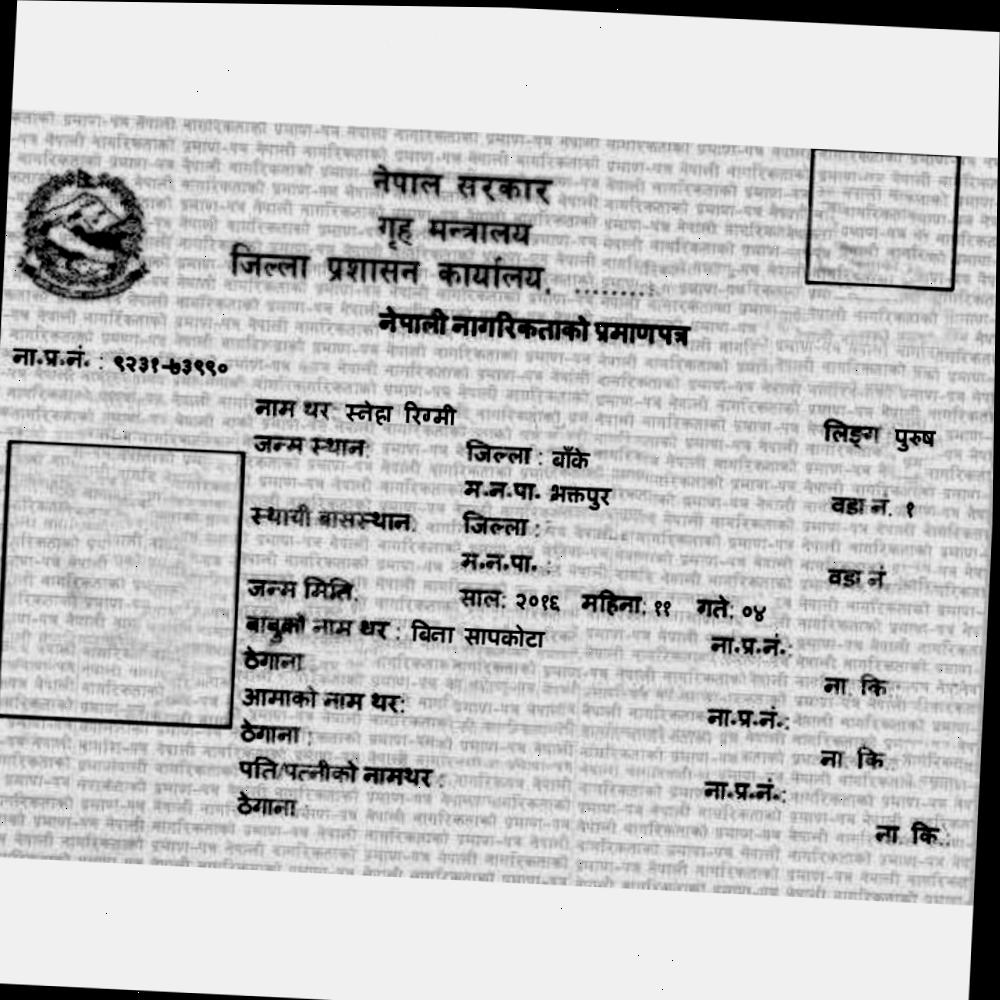 नेपाल सरकार
गृह मन्त्रालय
जिल्ला प्रशासन कार्यालय, .........
नेपाली नागरिकताको प्रमाणपत्र
ना.प्र.नं. : ९२३१-७३९९०
नाम थर: स्नेहा रिग्मी लिङ्ग पुरुष
जन्म स्थान: जिल्ला : बाँके
म.न.पा. भक्तपुर वडा नं. १
स्थायी बासस्थान: जिल्ला :
म.न.पा. : वडा नं
जन्म मिति: साल: २०१६ महिना: ११ गते: ०४
बाबुको नाम थर : बिना सापकोटा ना.प्र.नं.:
ठेगाना ना. कि.:
आमाको नाम थर: ना.प्र.नं.:
ठेगाना : ना. कि.:
पति/पत्नीको नामथर : ना.प्र.नं.:
ठेगाना : ना. कि.: